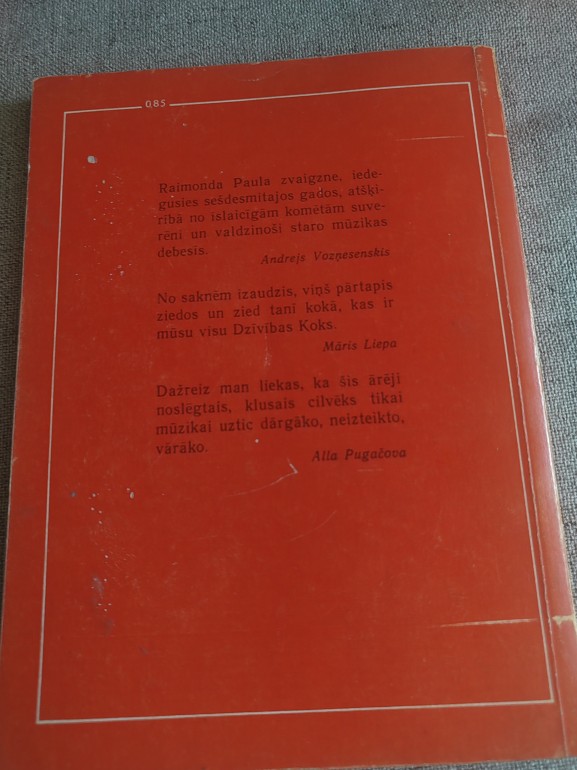 0,85
Raimonda Paula zvaigzne, iede-
gusies sešdesmitajos gados, atšķi-
rībā no īslaicīgām komētām suve-
rēni un valdzinoši staro mūzikas
debesīs.
Andrejs Vozņesenskis
No saknēm izaudzis, viņš pārtapis
ziedos un zied tanī kokā, kas ir
mūsu visu Dzīvības Koks.
Māris Liepa
Dažreiz man liekas, ka šis ārēji
noslēgtais, klusais cilvēks tikai
mūzikai uztic dārgāko, neizteikto,
vārāko.
Alla Pugačova